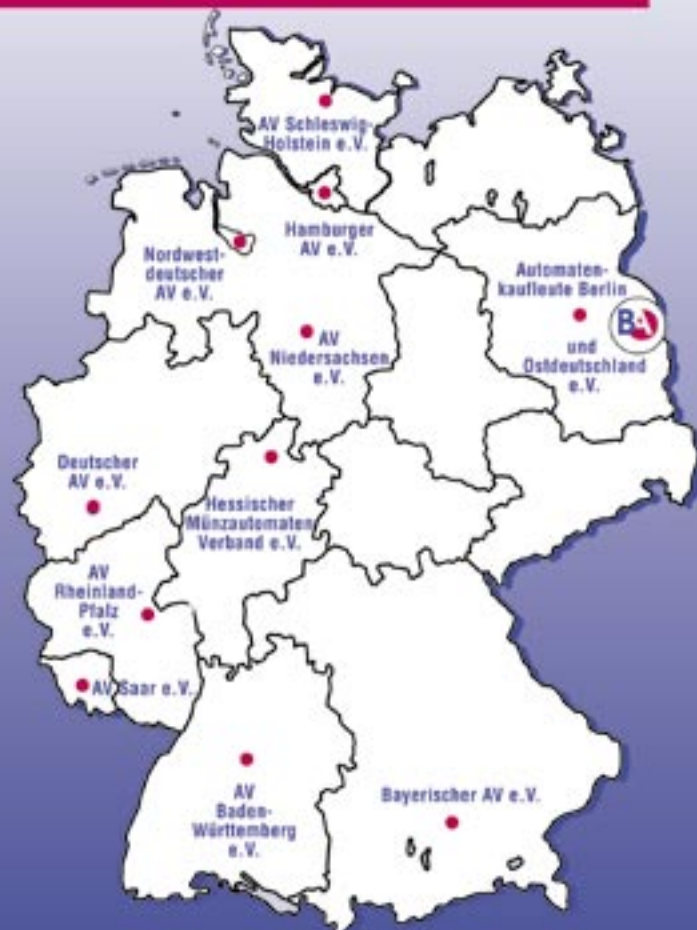 AV Schleswig-
Holstein e.V.
Hamburger
AV e.V.
Nordwest-
deutscher
AV e.V.
Automaten-
kaufleute Berlin
BA
und
Ostdeutschland
e.V.
AV
Niedersachsen
e.V.
Deutscher
AV e.V.
Hessischer
Münzautomaten
Verband e.V.
AV
Rheinland-
Pfalz
e.V.
AV Saar e.V.
AV
Baden-
Württemberg
e.V.
Bayerischer AV e.V.